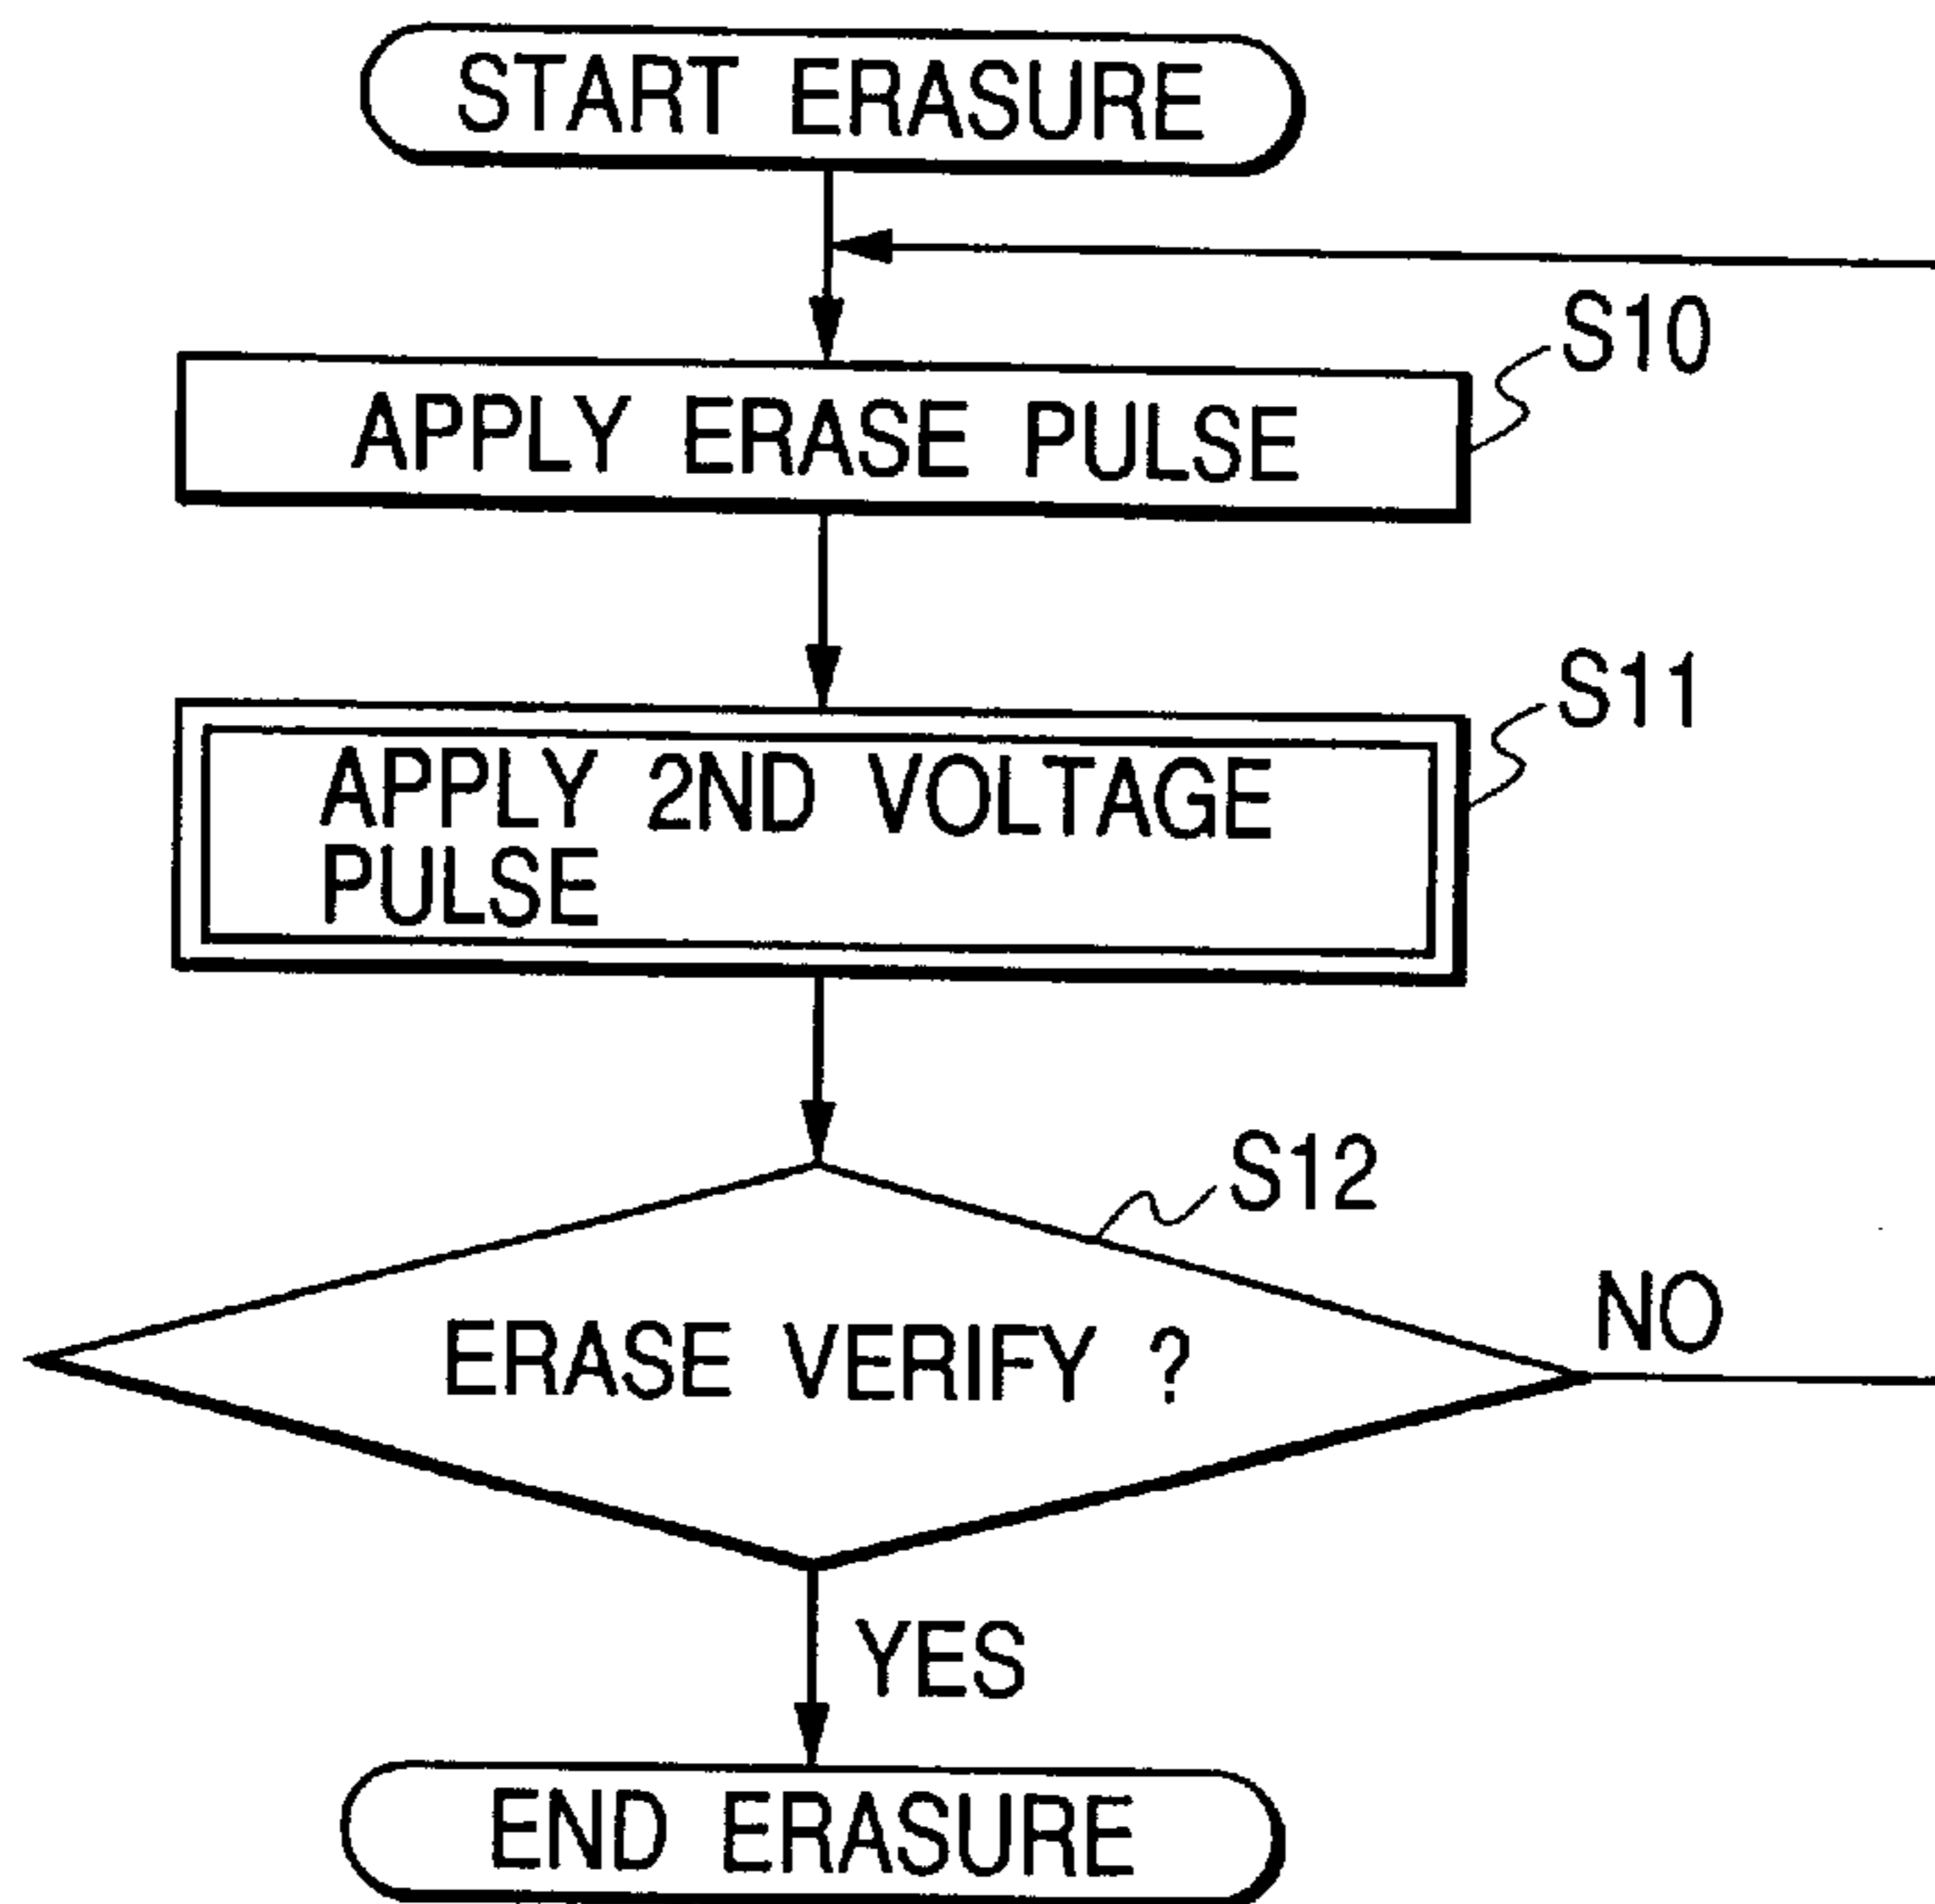 START ERASURE
S10
APPLY ERASE PULSE
S11
APPLY 2ND VOLTAGE
PULSE
S12
ERASE VERIFY ?
NO
YES
END ERASURE